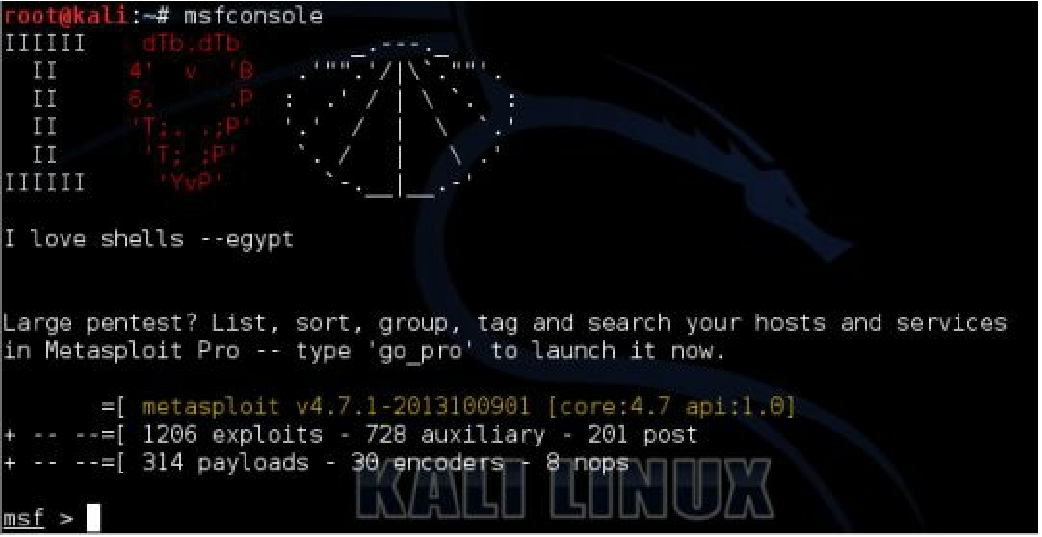 root@kali:~# msfconsole
IIIIII    dTb.dTb        _.---._
  II     4'  v  'B   .'"".'/|\`.""'.
  II     6.     .P  :  .' / | \ `.  :
  II     'T;. .;P'  '.'  /  |  \  `.'
  II      'T; ;P'    `. /   |   \ .'
IIIIII     'YvP'       `-.__|__.-'
I love shells --egypt
Large pentest? List, sort, group, tag and search your hosts and services
in Metasploit Pro -- type 'go_pro' to launch it now.
=[ metasploit v4.7.1-2013100901 [core:4.7 api:1.0]
+ -- --=[ 1206 exploits - 728 auxiliary - 201 post
+ -- --=[ 314 payloads - 30 encoders - 8 nops
KALI LINUX
msf >